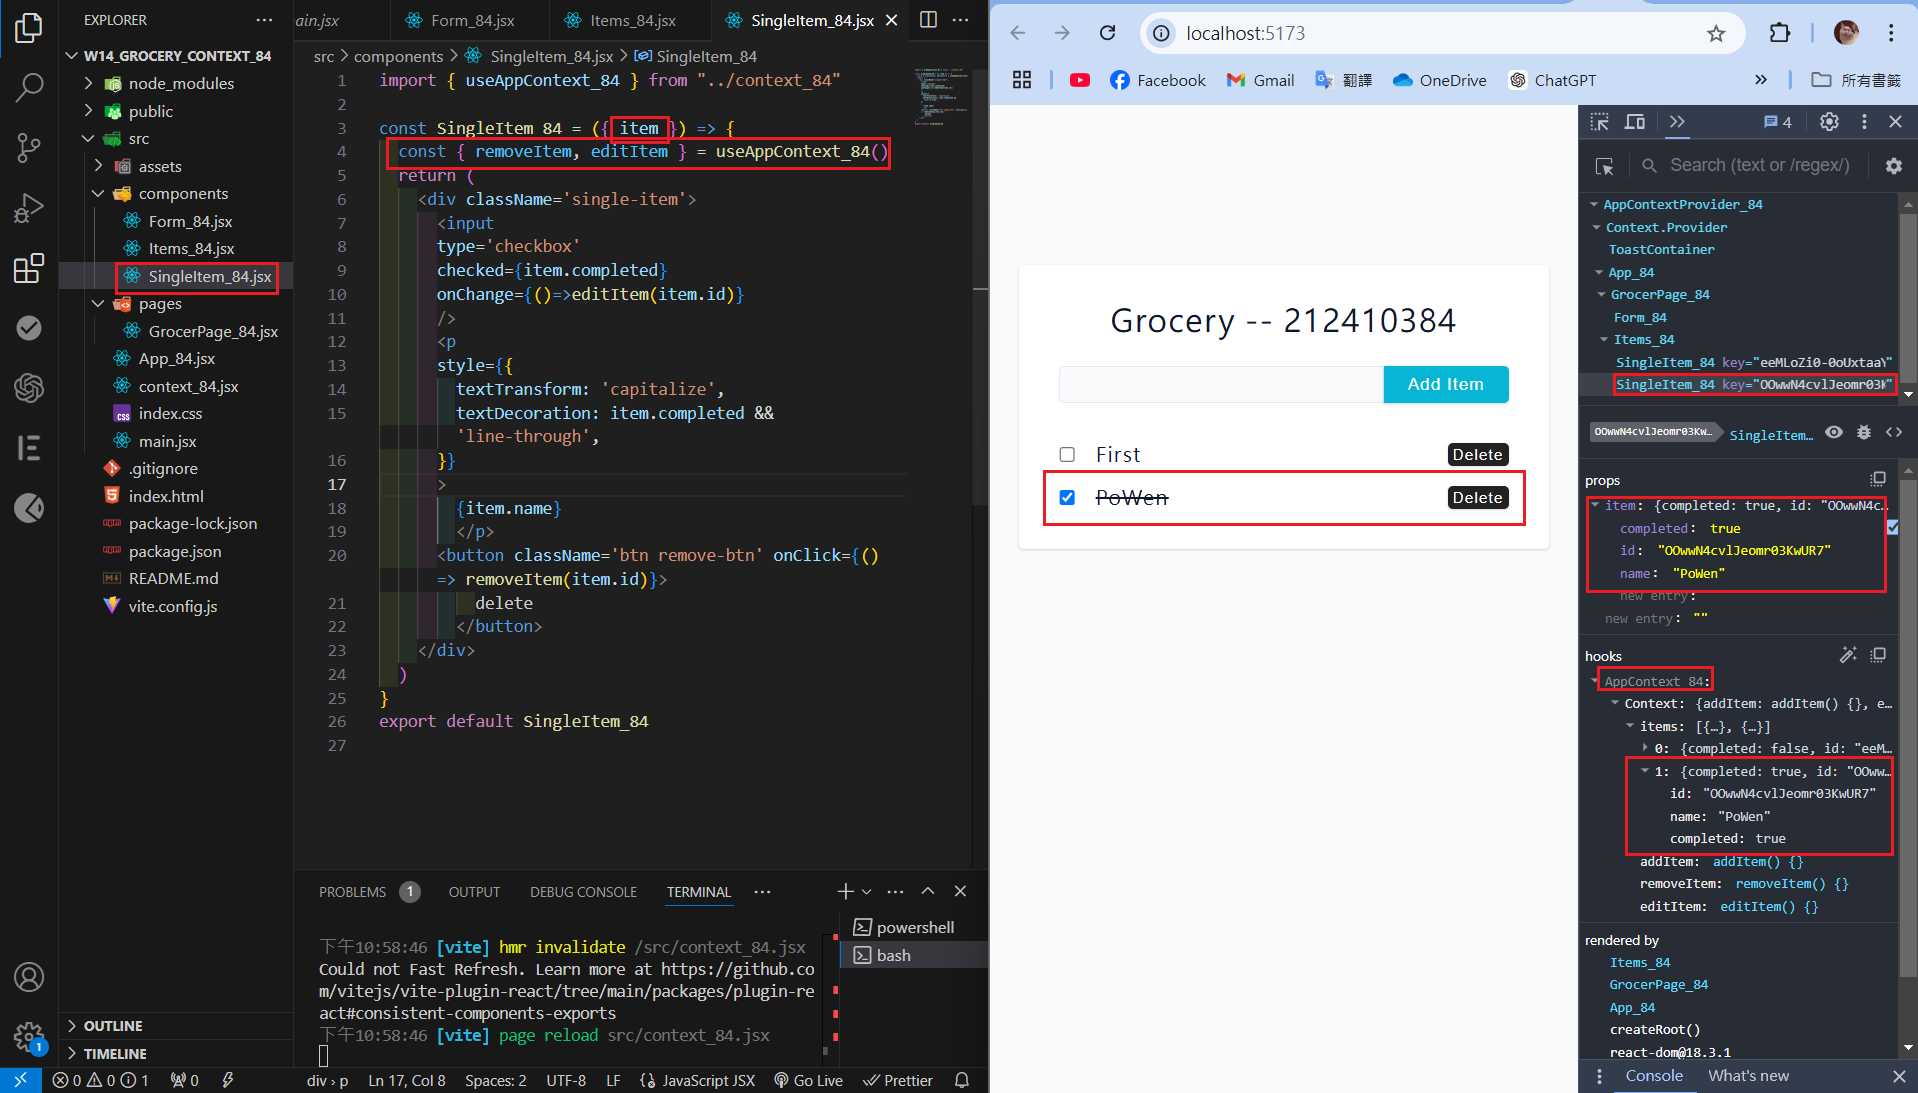 EXPLORER
W14_GROCERY_CONTEXT_84
node_modules
public
src
assets
components
Form_84.jsx
Items_84.jsx
SingleItem_84.jsx
pages
GrocerPage_84.jsx
App_84.jsx
context_84.jsx
index.css
main.jsx
.gitignore
index.html
package-lock.json
package.json
README.md
vite.config.js
OUTLINE
TIMELINE
ain.jsx
Form_84.jsx
Items_84.jsx
SingleItem_84.jsx
src > components > SingleItem_84.jsx > SingleItem_84
1 import { useAppContext_84 } from "../context_84"
2
3 const SingleItem_84 = ({ item }) => {
4 const { removeItem, editItem } = useAppContext_84()
5 return (
6 <div className='single-item'>
7 <input
8 type='checkbox'
9 checked={item.completed}
10 onChange={()=>editItem(item.id)}
11 />
12 <p
13 style={{
14 textTransform: 'capitalize',
15 textDecoration: item.completed &&
'line-through',
16 }}
17 >
18 {item.name}
19 </p>
20 <button className='btn remove-btn' onClick={()
=> removeItem(item.id)}>
21 delete
22 </button>
23 </div>
24 )
25 }
26 export default SingleItem_84
27
PROBLEMS 1 OUTPUT DEBUG CONSOLE TERMINAL
powershell
bash
下午10:58:46 [vite] hmr invalidate /src/context_84.jsx
Could not Fast Refresh. Learn more at https://github.co
m/vitejs/vite-plugin-react/tree/main/packages/plugin-re
act#consistent-components-exports
下午10:58:46 [vite] page reload src/context_84.jsx
1
0 0 1 0 div › p Ln 17, Col 8 Spaces: 2 UTF-8 LF JavaScript JSX Go Live Prettier
localhost:5173
Facebook Gmail 翻譯 OneDrive ChatGPT » 所有書籤
Grocery -- 212410384
Add Item
First Delete
PoWen Delete
4
Search (text or /regex/)
AppContextProvider_84
Context.Provider
ToastContainer
App_84
GrocerPage_84
Form_84
Items_84
SingleItem_84 key="eeMLoZi0-0oUxtaaY"
SingleItem_84 key="OOwwN4cvlJeomr03K"
OOwwN4cvlJeomr03Kw… SingleItem…
props
item: {completed: true, id: "OOwwN4c…
completed: true
id: "OOwwN4cvlJeomr03KwUR7"
name: "PoWen"
new entry:
new entry: ""
hooks
AppContext_84:
Context: {addItem: addItem() {}, e…
items: [{…}, {…}]
0: {completed: false, id: "eeM…
1: {completed: true, id: "OOww…
id: "OOwwN4cvlJeomr03KwUR7"
name: "PoWen"
completed: true
addItem: addItem() {}
removeItem: removeItem() {}
editItem: editItem() {}
rendered by
Items_84
GrocerPage_84
App_84
createRoot()
react-dom@18.3.1
Console What's new